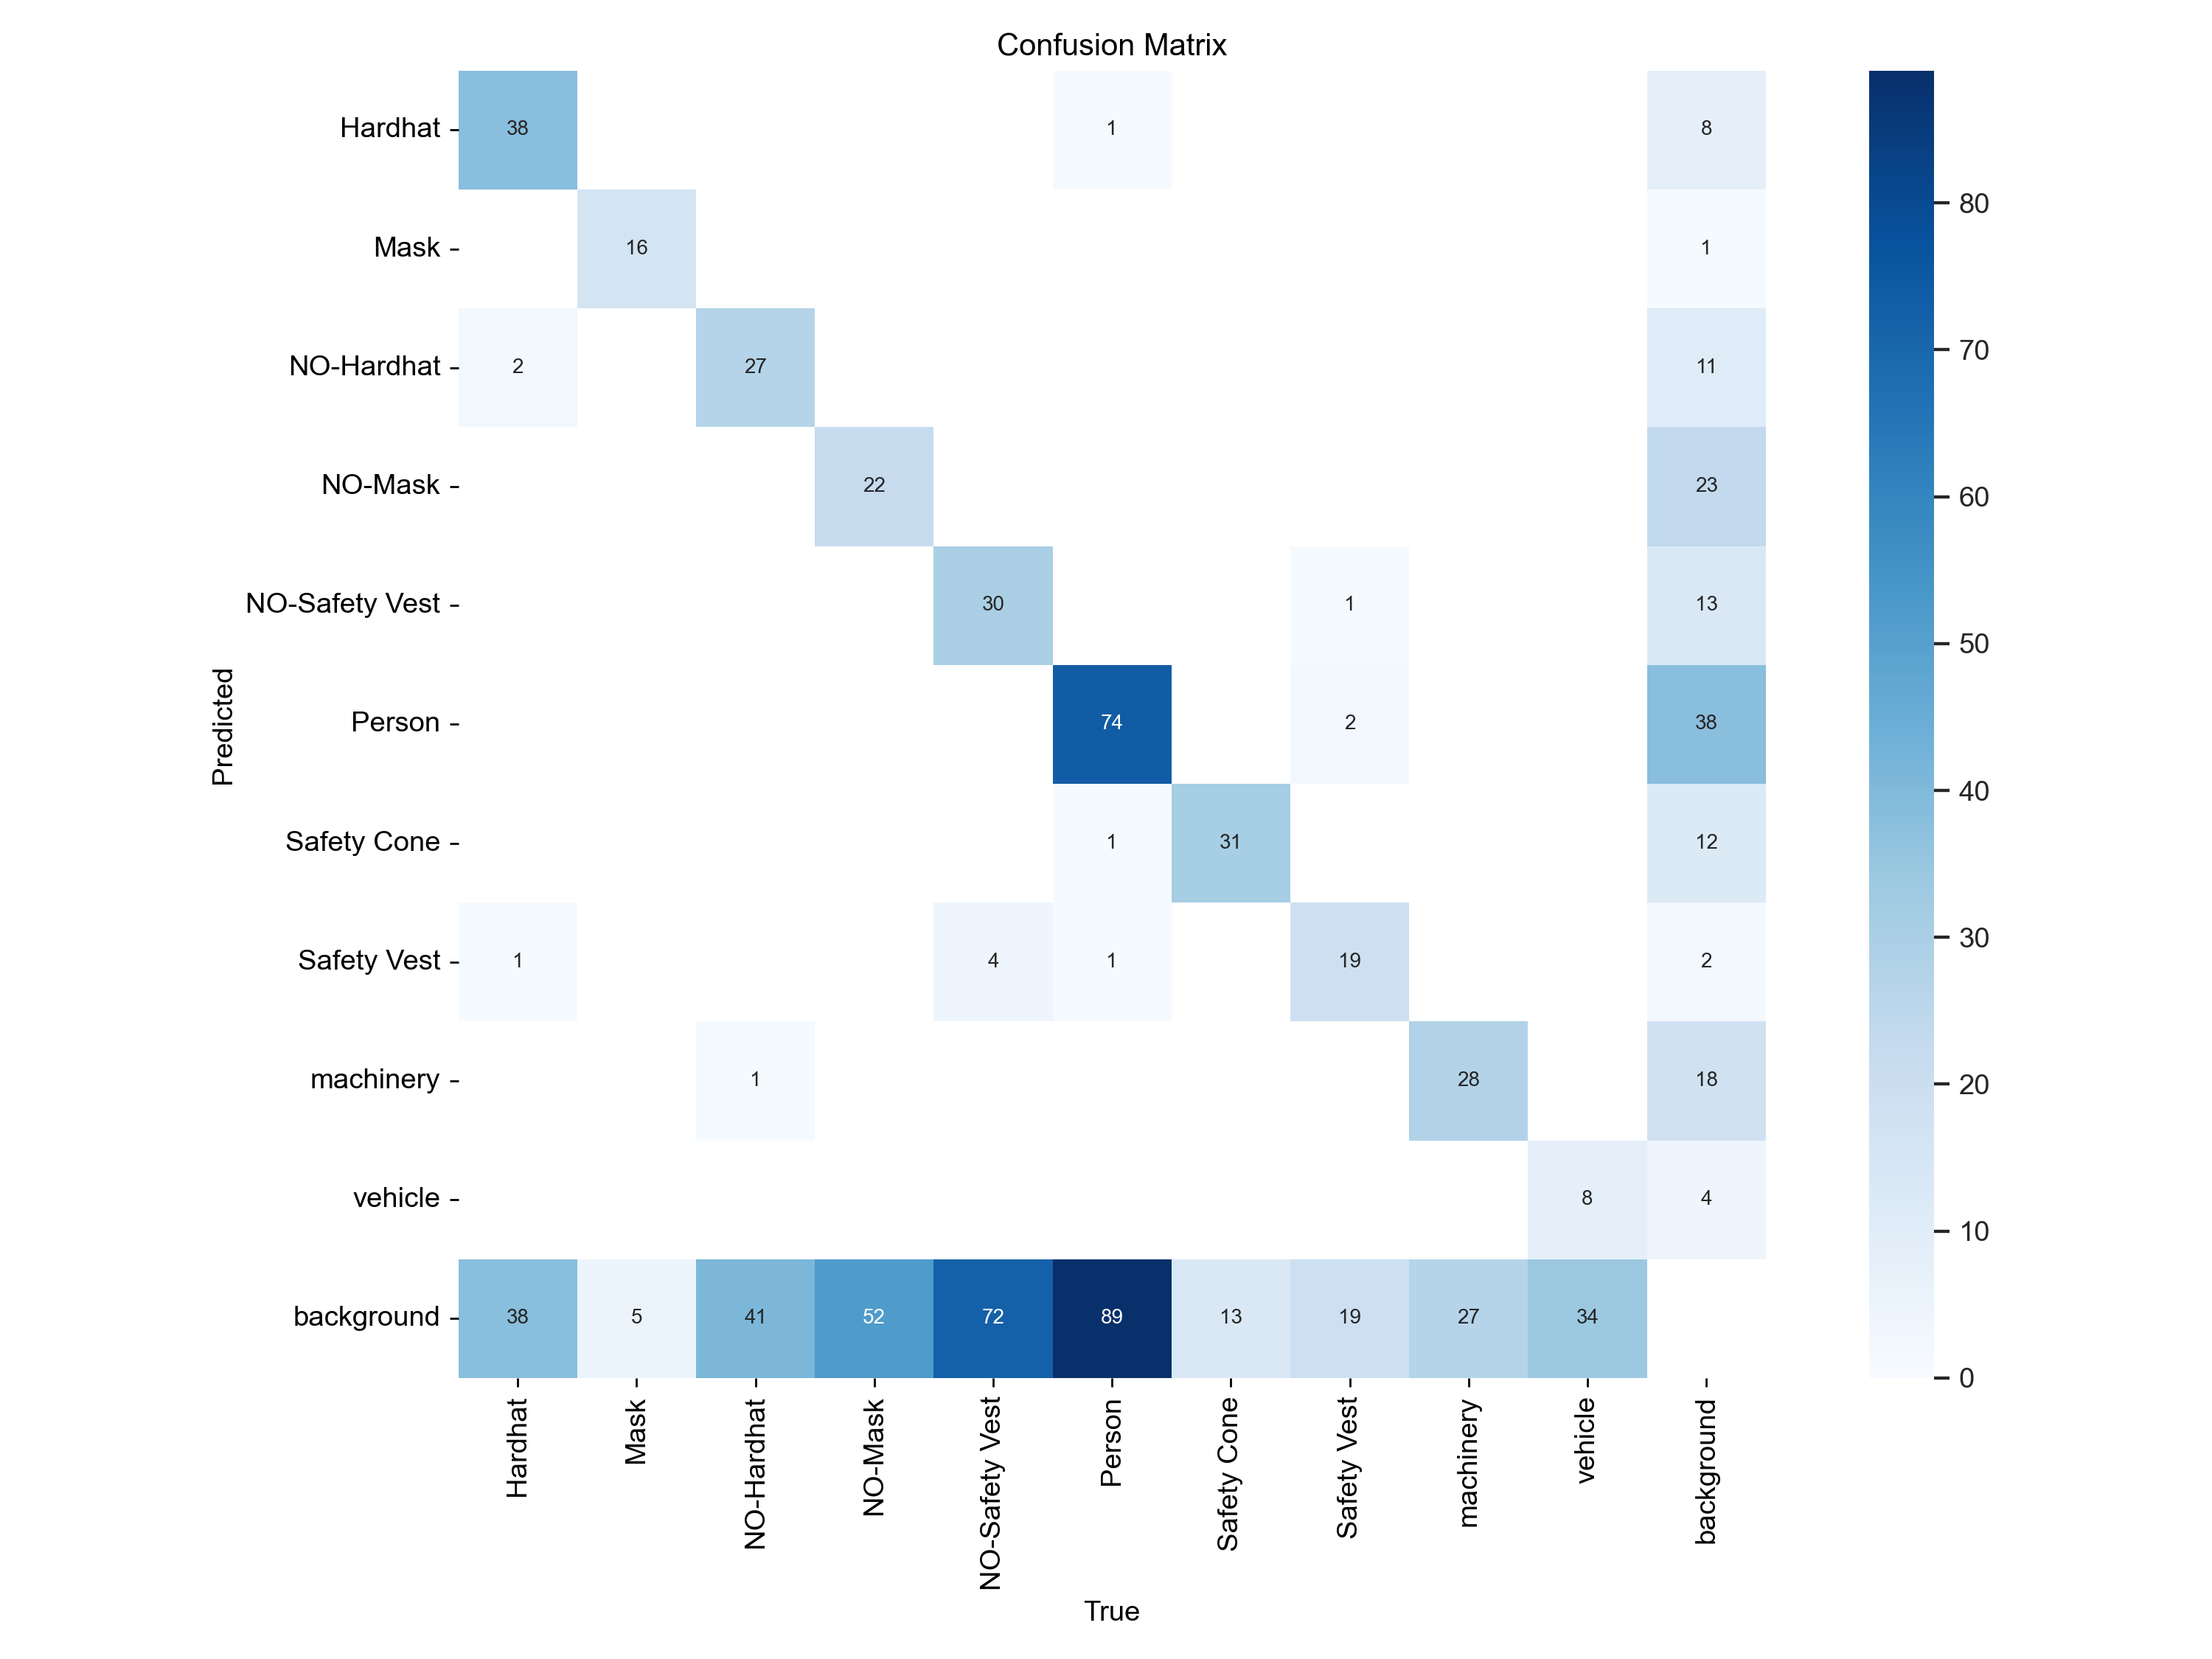 Confusion Matrix
Hardhat 38 1 8
Mask 16 1
NO-Hardhat 2 27 11
NO-Mask 22 23
NO-Safety Vest 30 1 13
Person 74 2 38
Safety Cone 1 31 12
Safety Vest 1 4 1 19 2
machinery 1 28 18
vehicle 8 4
background 38 5 41 52 72 89 13 19 27 34
Predicted
Hardhat
Mask
NO-Hardhat
NO-Mask
NO-Safety Vest
Person
Safety Cone
Safety Vest
machinery
vehicle
background
True
80
70
60
50
40
30
20
10
0